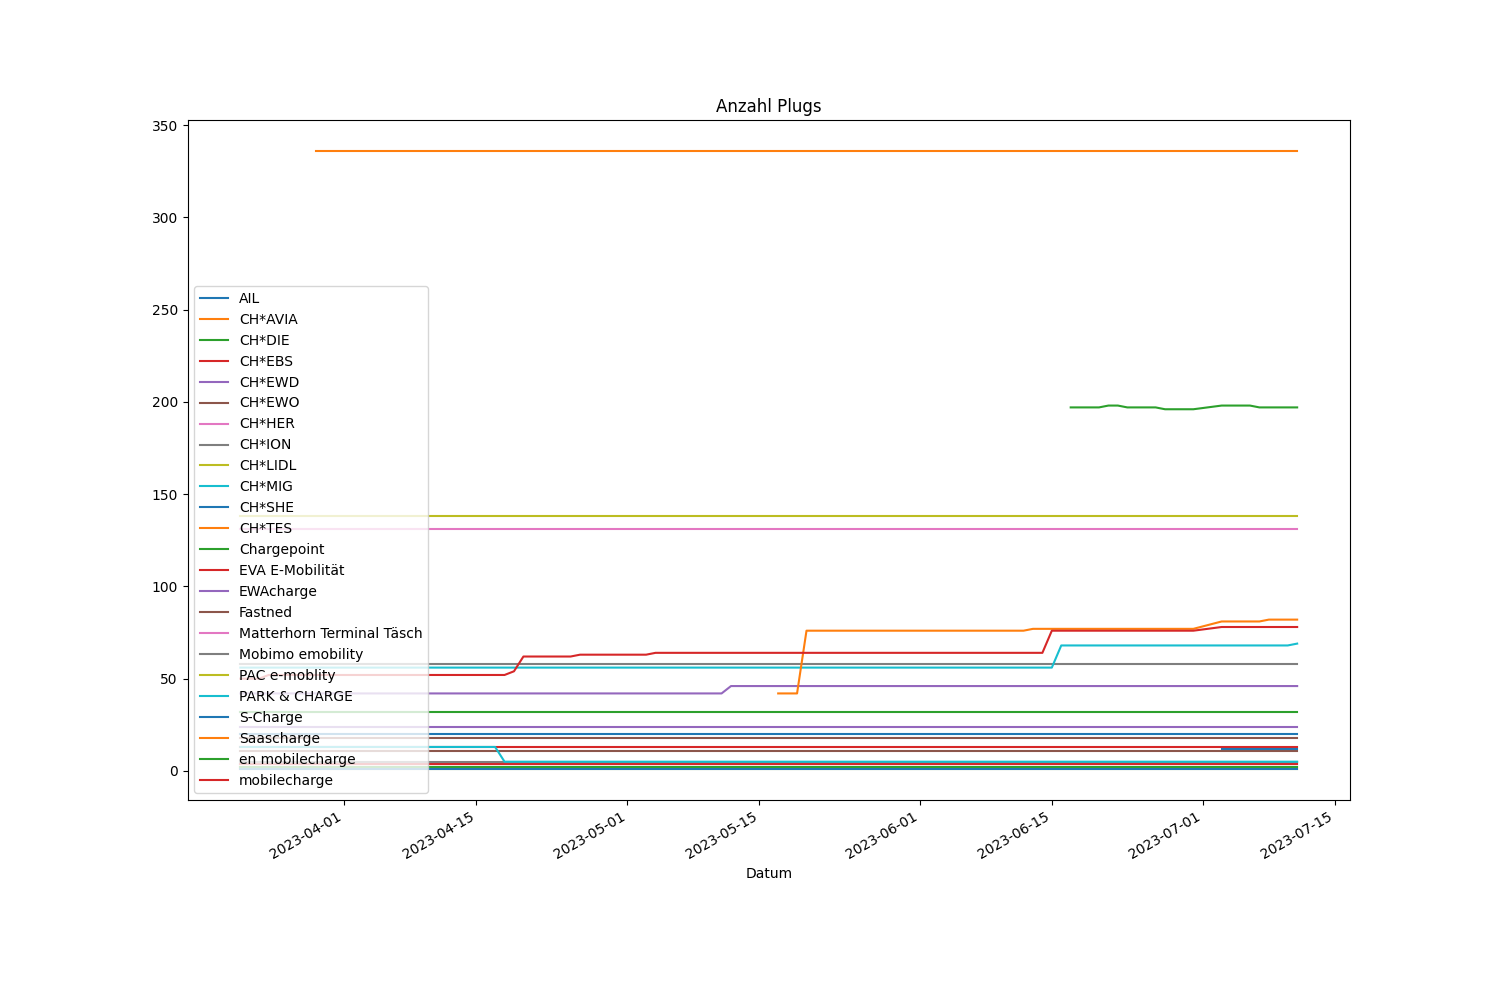 Anzahl Plugs
350
300
250
200
150
100
50
0
AIL
CH*AVIA
CH*DIE
CH*EBS
CH*EWD
CH*EWO
CH*HER
CH*ION
CH*LIDL
CH*MIG
CH*SHE
CH*TES
Chargepoint
EVA E-Mobilität
EWAcharge
Fastned
Matterhorn Terminal Täsch
Mobimo emobility
PAC e-moblity
PARK & CHARGE
S-Charge
Saascharge
en mobilecharge
mobilecharge
2023-04-01
2023-04-15
2023-05-01
2023-05-15
2023-06-01
2023-06-15
2023-07-01
2023-07-15
Datum